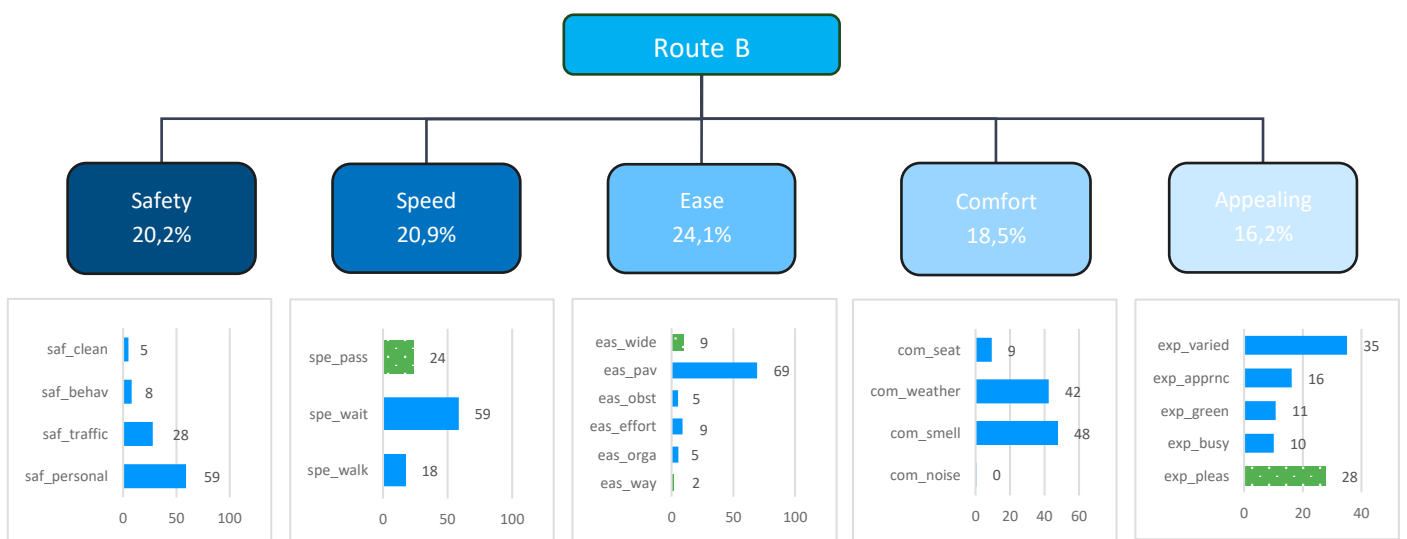 Route B
Safety
20,2%
Speed
20,9%
Ease
24,1%
Comfort
18,5%
Appealing
16,2%
saf_clean 5
saf_behav 8
saf_traffic 28
saf_personal 59
0 50 100
spe_pass 24
spe_wait 59
spe_walk 18
0 50 100
eas_wide 9
eas_pav 69
eas_obst 5
eas_effort 9
eas_orga 5
eas_way 2
0 50 100
com_seat 9
com_weather 42
com_smell 48
com_noise 0
0 20 40 60
exp_varied 35
exp_apprnc 16
exp_green 11
exp_busy 10
exp_pleas 28
0 20 40